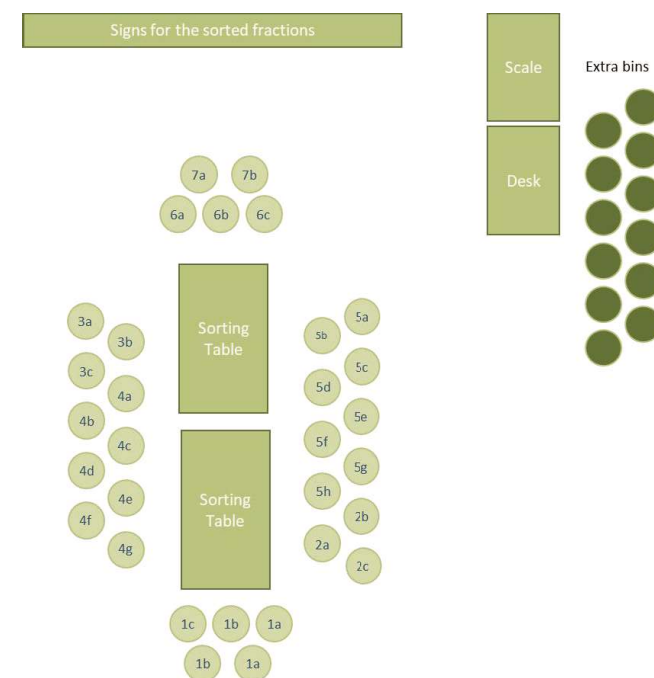 Signs for the sorted fractions
Scale
Extra bins
Desk
7a 7b
6a 6b 6c
Sorting
Table
3a
3b
3c
4a
4b
4c
4d
4e
4f
4g
5a
5b
5c
5d
5e
5f
5g
5h
2b
2a
2c
Sorting
Table
1c 1b 1a
1b 1a